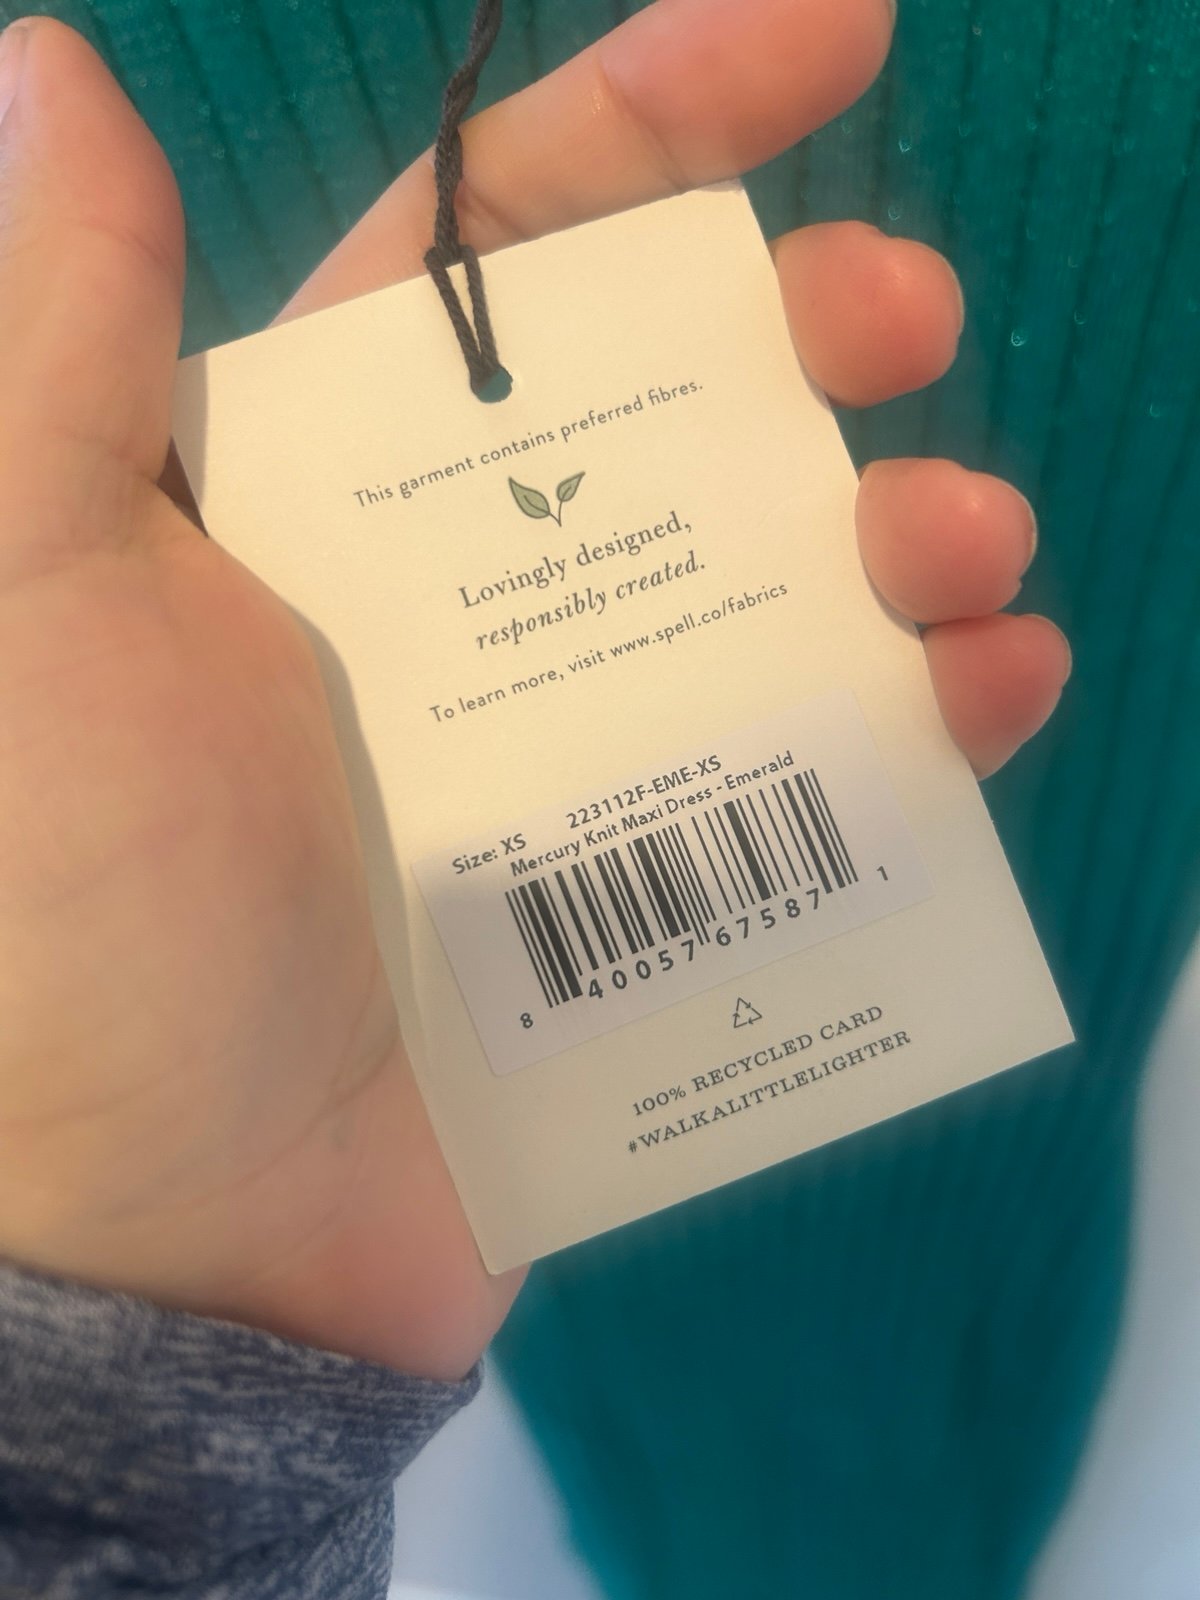 This garment contains preferred fibres.
Lovingly designed,
responsibly created.
To learn more, visit www.spell.co/fabrics
Size: XS 223112F-EME-XS
Mercury Knit Maxi Dress - Emerald
8 40057 67587 1
100% RECYCLED CARD
#WALKALITTLELIGHTER